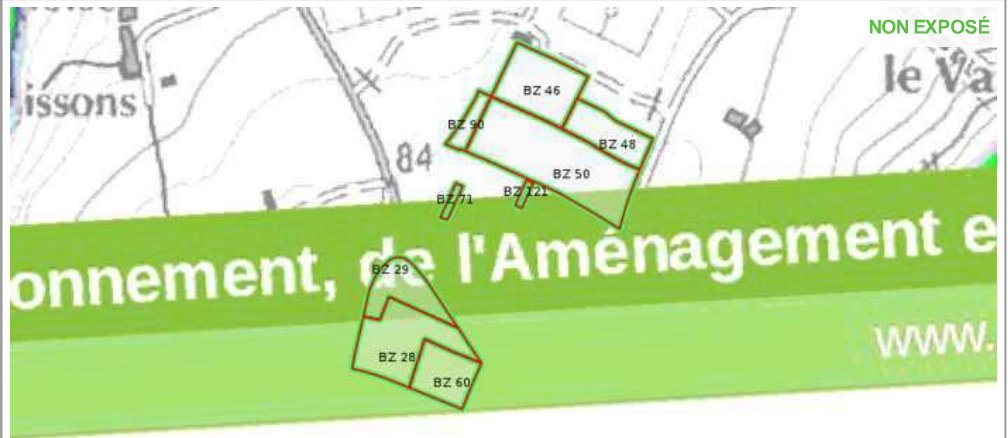 NON EXPOSÉ
le Va
issons
BZ 46
BZ 90
BZ 48
84
BZ 50
BZ 71
BZ 121
onnement, de l'Aménagement e
BZ 29
www.
BZ 28
BZ 60